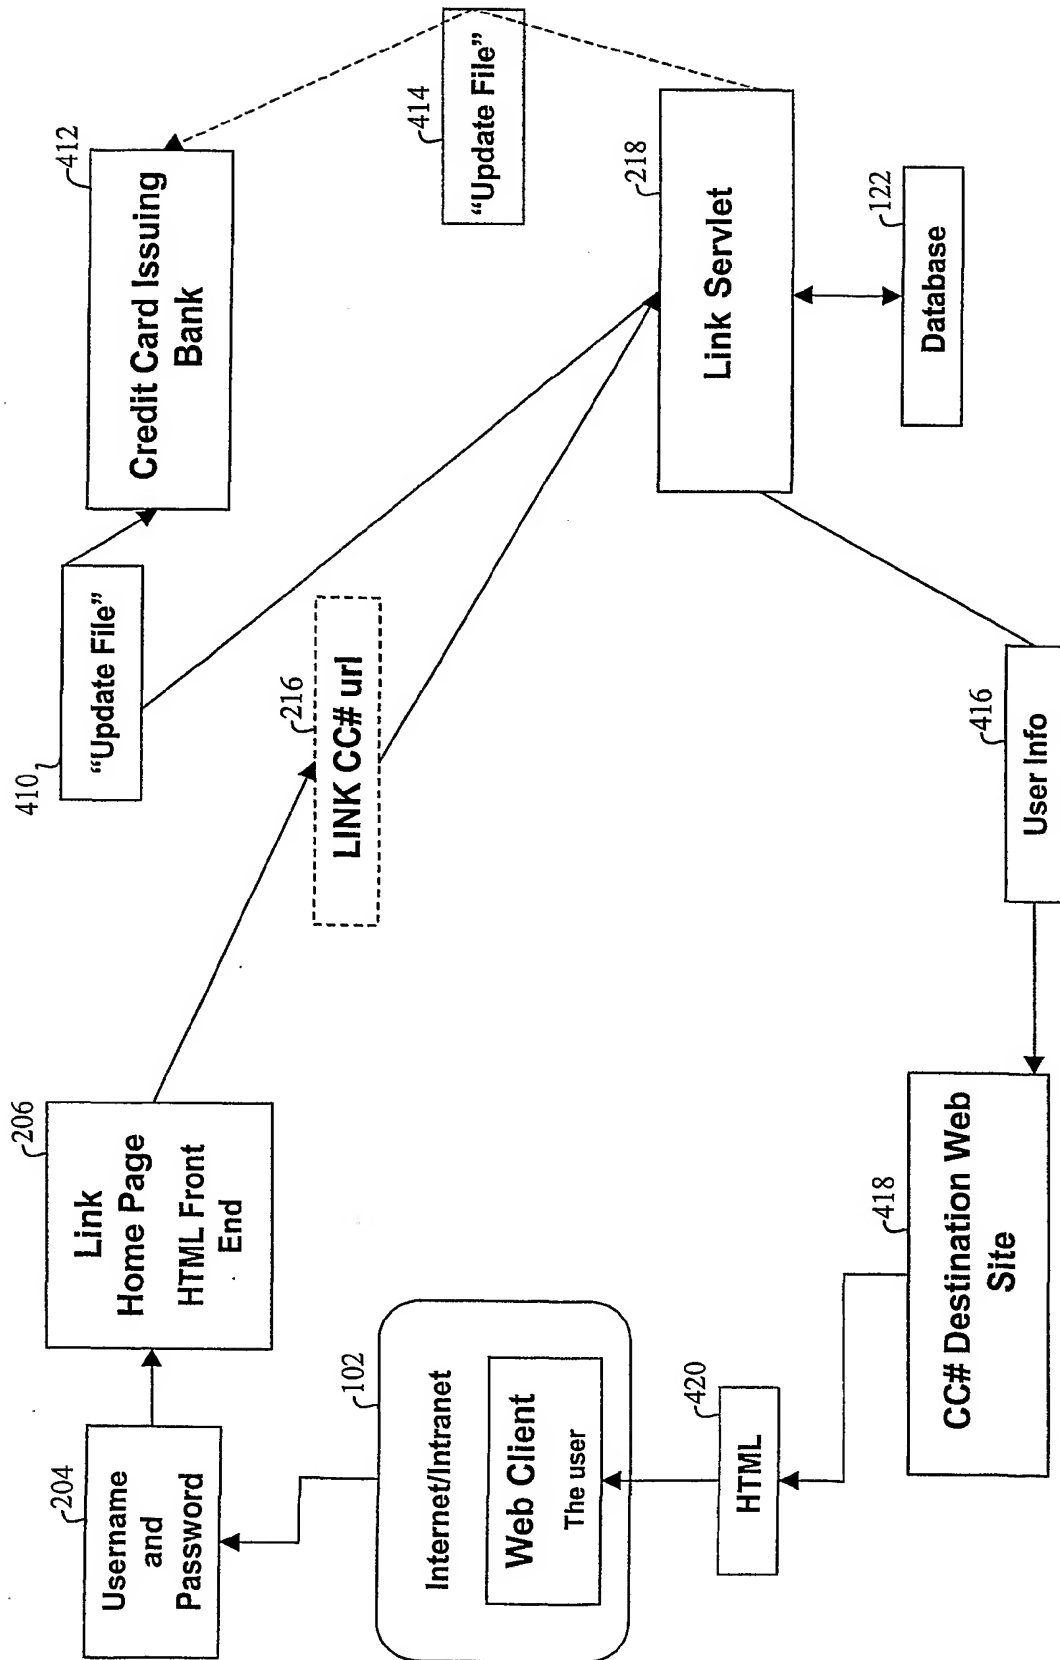 204
Username
and
Password
206
Link
Home Page
HTML Front
End
410
“Update File”
412
Credit Card Issuing
Bank
216
LINK CC# url
414
“Update File”
102
Internet/Intranet
Web Client
The user
218
Link Servlet
420
HTML
122
Database
418
CC# Destination Web
Site
416
User Info